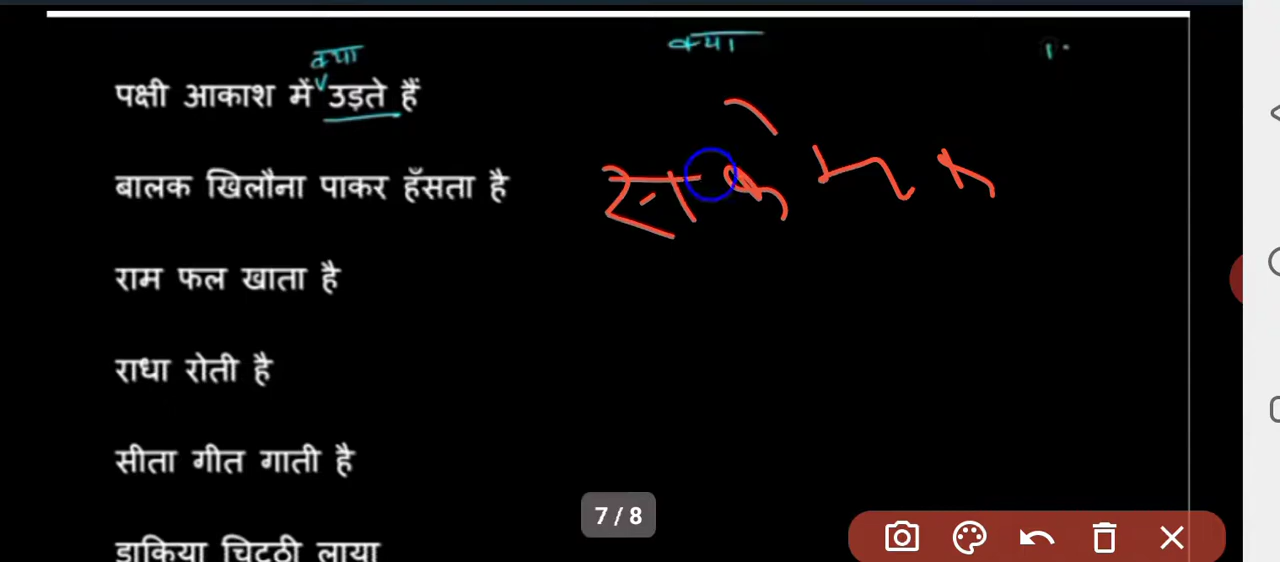 क्या क्या
पक्षी आकाश में उड़ते हैं
बालक खिलौना पाकर हँसता है
राम फल खाता है
राधा रोती है
सीता गीत गाती है
7 / 8
डाकिया चिट्ठी लाया